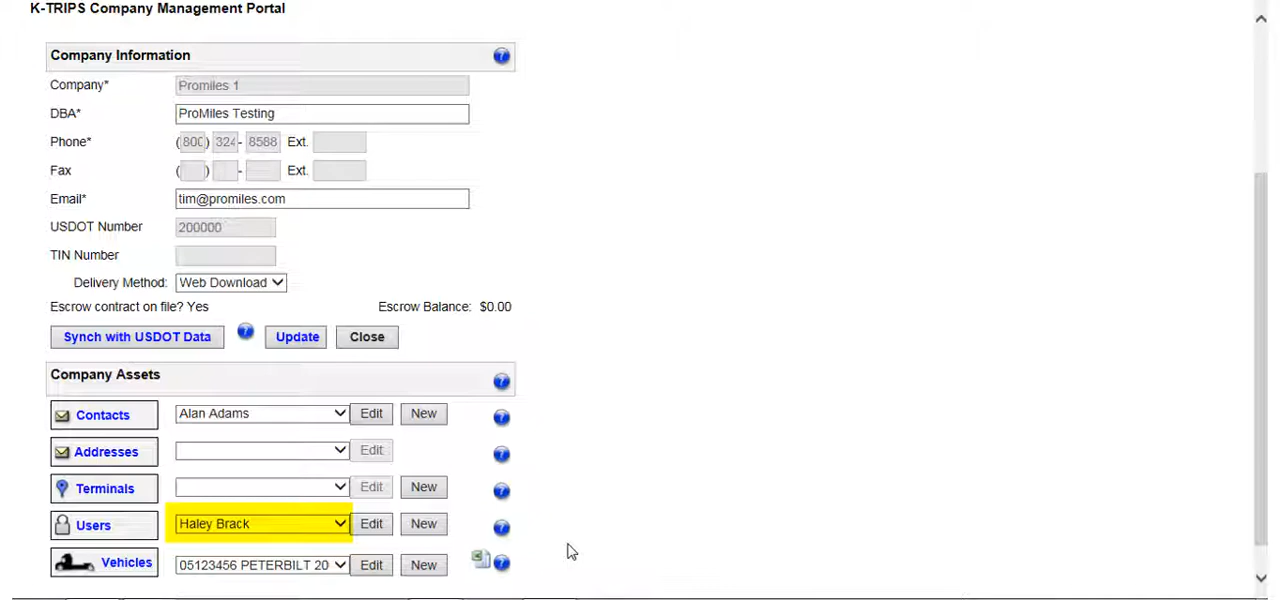 K-TRIPS Company Management Portal
Company Information
Company* Promiles 1
DBA* ProMiles Testing
Phone* (800) 324- 8588 Ext.
Fax ( ) - Ext.
Email* tim@promiles.com
USDOT Number 200000
TIN Number
Delivery Method: Web Download
Escrow contract on file? Yes Escrow Balance: $0.00
Synch with USDOT Data ? Update Close
Company Assets
Contacts Alan Adams Edit New
Addresses Edit
Terminals Edit New
Users Haley Brack Edit New
Vehicles 05123456 PETERBILT 20 Edit New